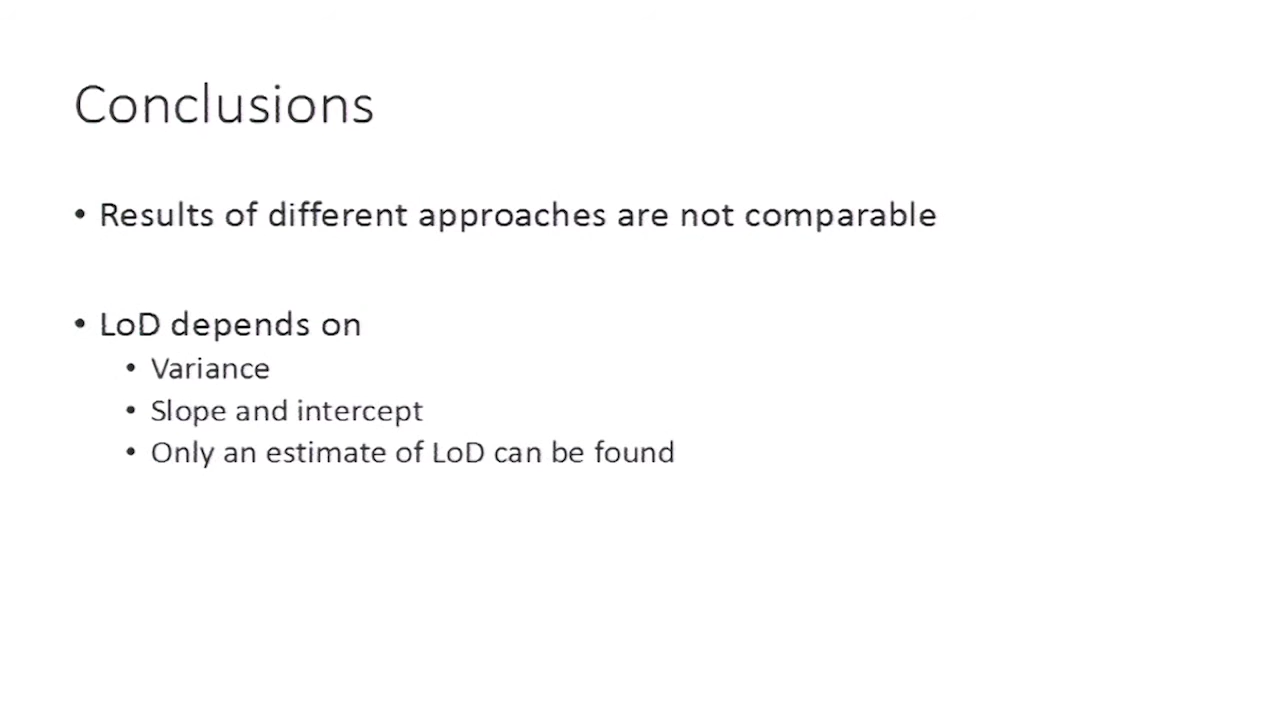 Conclusions
• Results of different approaches are not comparable
• LoD depends on
• Variance
• Slope and intercept
• Only an estimate of LoD can be found